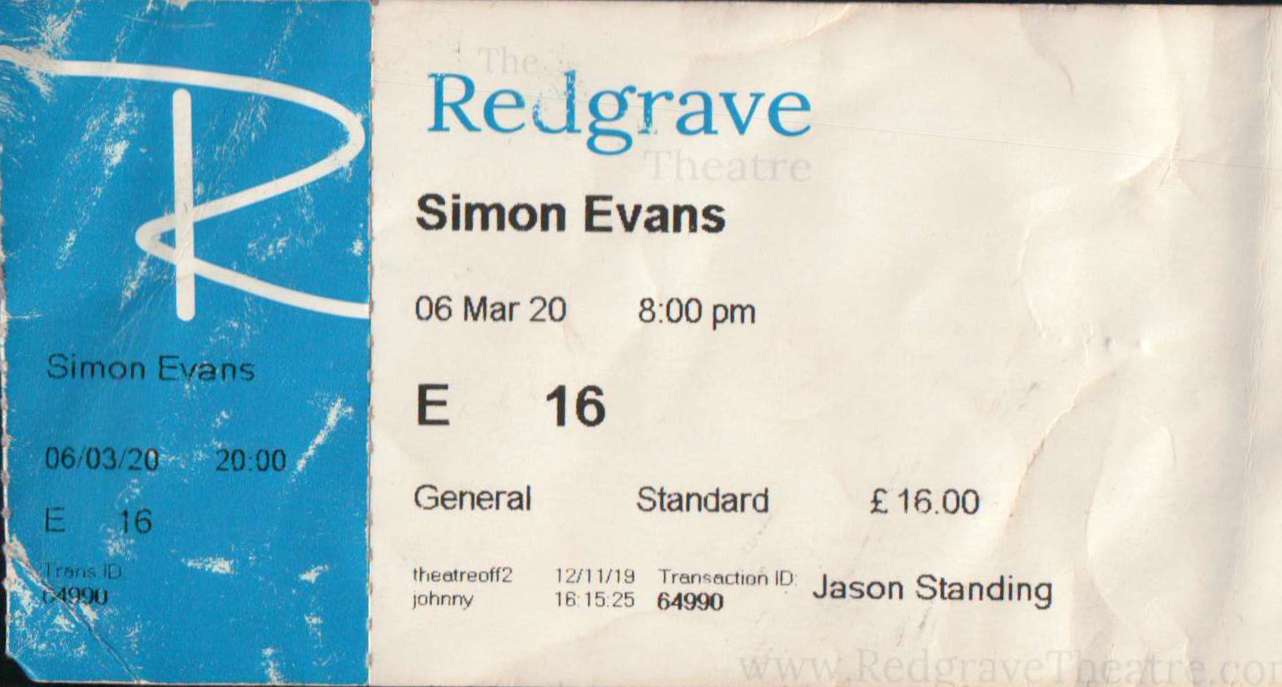 The
Redgrave
Theatre
Simon Evans
06 Mar 20 8:00 pm
E 16
General Standard £ 16.00
theatreoff2 12/11/19 Transaction ID: Jason Standing
johnny 16:15:25 64990
www.RedgraveTheatre.co
R
Simon Evans
06/03/20 20:00
E 16
Trans ID
64990